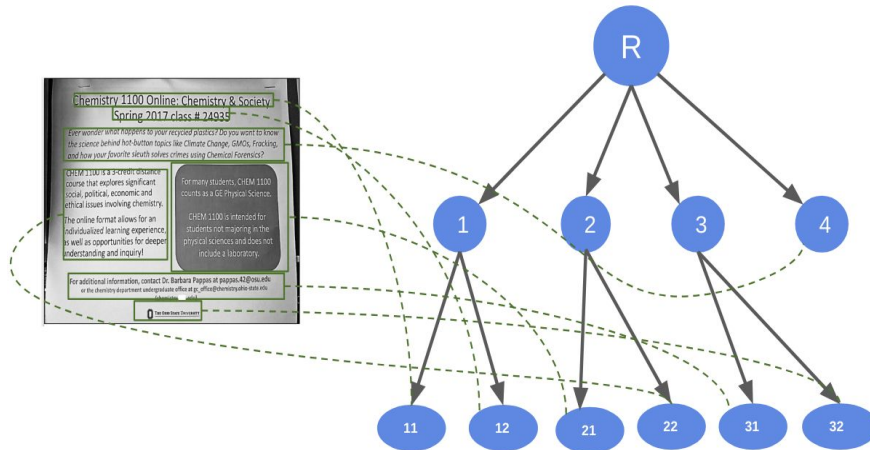 Chemistry 1100 Online: Chemistry & Society
Spring 2017 class # 24935
Ever wonder what happens to your recycled plastics? Do you want to know
the science behind hot-button topics like Climate Change, GMOs, Fracking,
and how your favorite sleuth solves crimes using Chemical Forensics?
CHEM 1100 is a 3-credit distance
course that explores significant
social, political, economic and
ethical issues involving chemistry.
The online format allows for an
individualized learning experience,
as well as opportunities for deeper
understanding and inquiry!
For many students, CHEM 1100
counts as a GE Physical Science.
CHEM 1100 is intended for
students not majoring in the
physical sciences and does not
include a laboratory.
For additional information, contact Dr. Barbara Pappas at pappas.42@osu.edu
or the chemistry department undergraduate office at gc_office@chemistry.ohio-state.edu
THE OHIO STATE UNIVERSITY
R
1
2
3
4
11
12
21
22
31
32